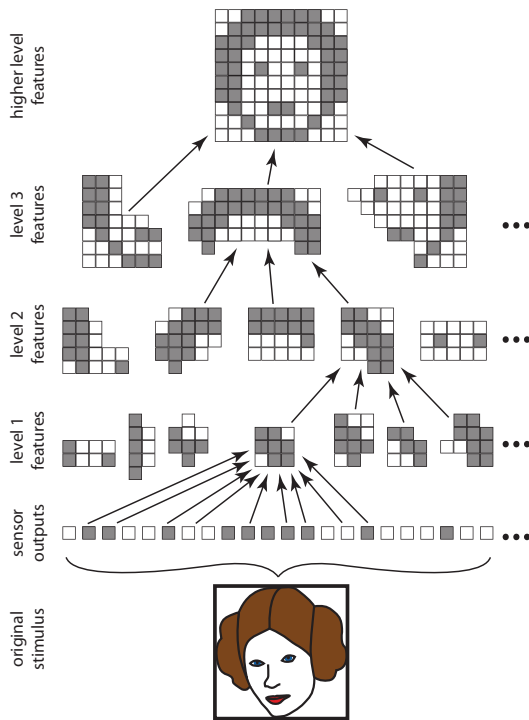 higher level
features
level 3
features
level 2
features
level 1
features
sensor
outputs
original
stimulus